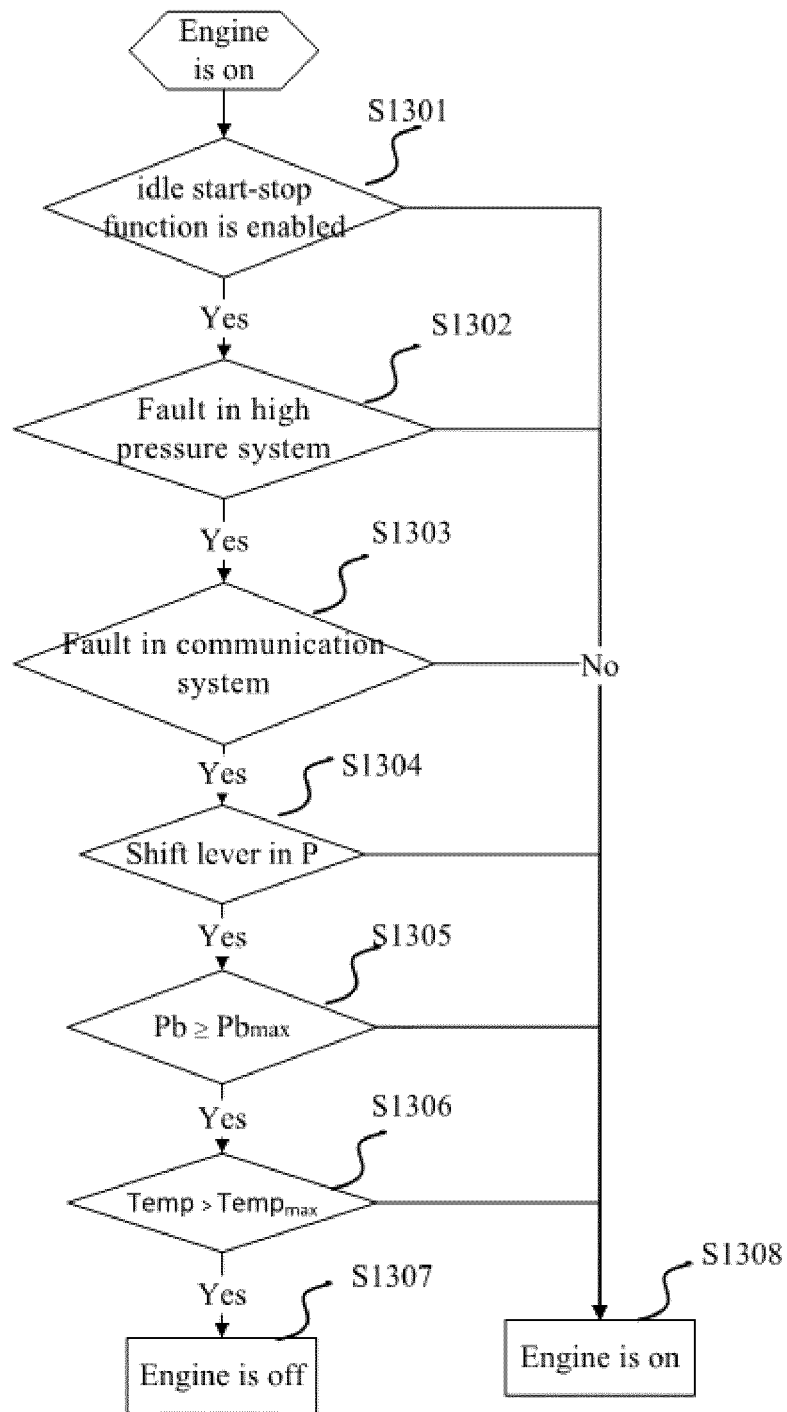 Engine
is on
S1301
idle start-stop
function is enabled
Yes
S1302
Fault in high
pressure system
Yes
S1303
Fault in communication
system
No
Yes
S1304
Shift lever in P
Yes
S1305
Pb ≥ Pbmax
Yes
S1306
Temp > Tempmax
Yes
S1307
S1308
Engine is off
Engine is on